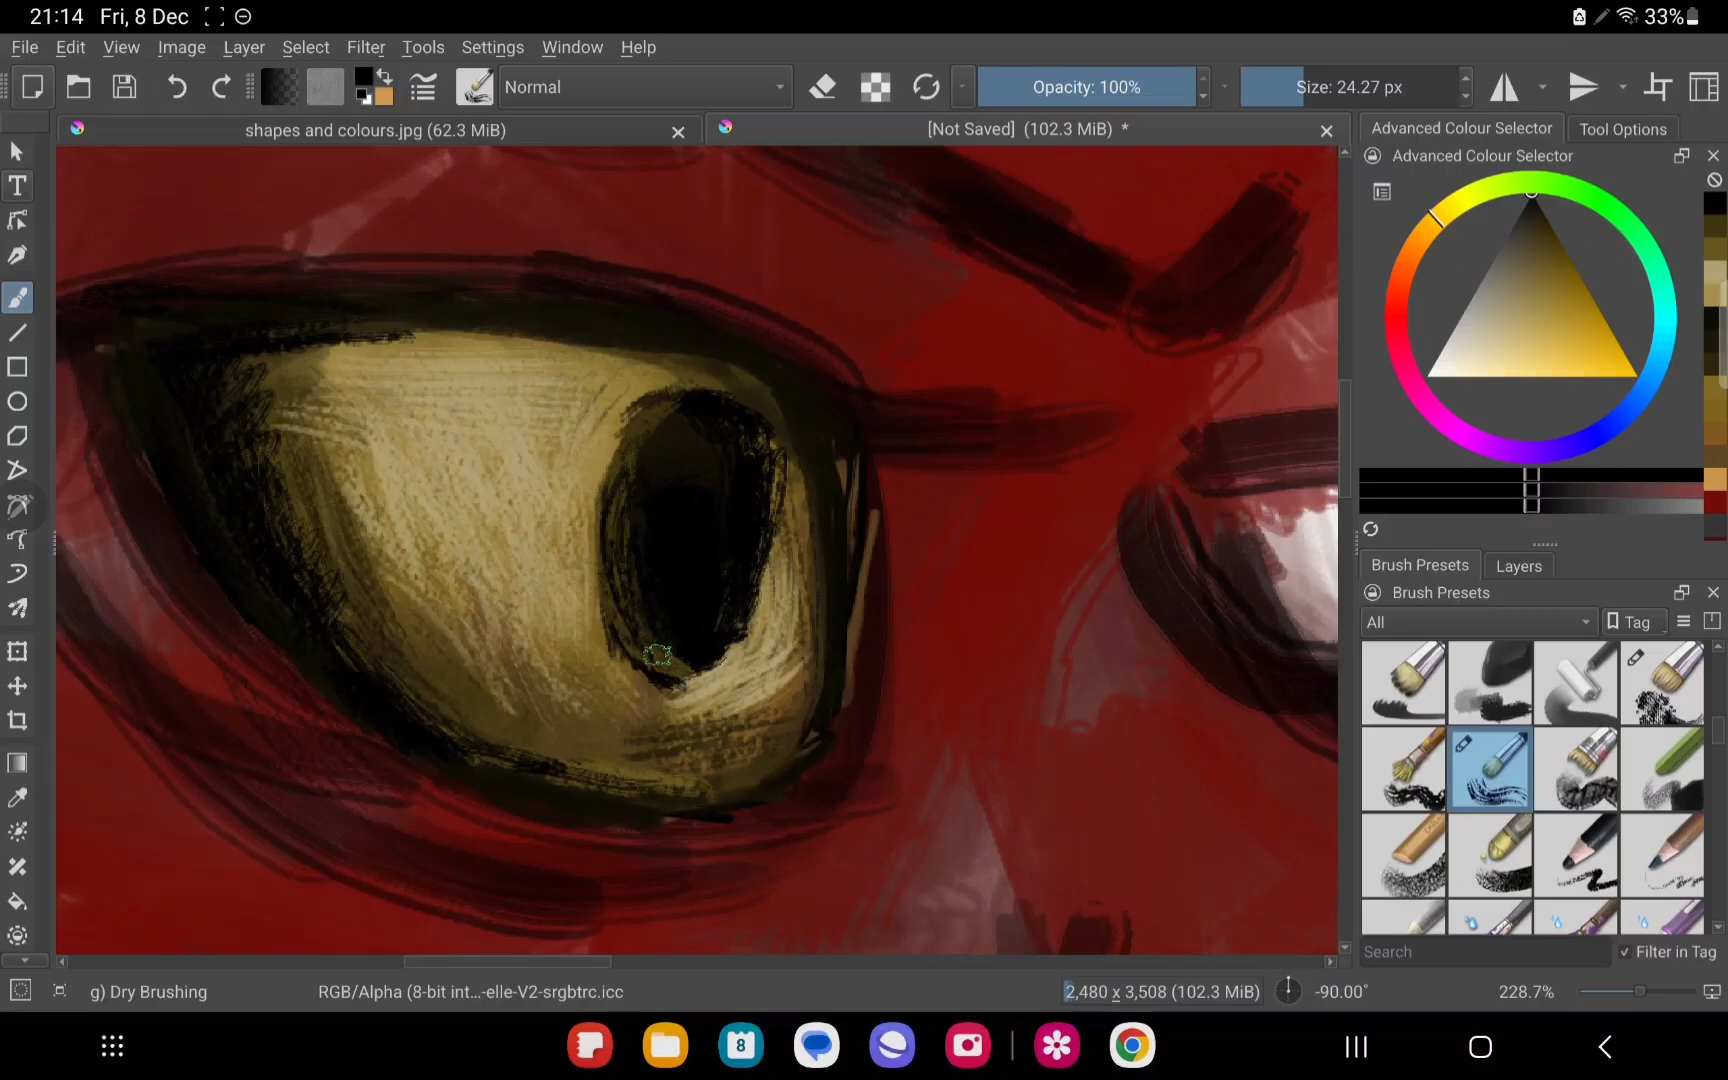 21:14 Fri, 8 Dec 33%
File Edit View Image Layer Select Filter Tools Settings Window Help
Normal Opacity: 100% Size: 24.27 px
shapes and colours.jpg (62.3 MiB) [Not Saved] (102.3 MiB) * Advanced Colour Selector Tool Options
Advanced Colour Selector
Brush Presets Layers
Brush Presets
All Tag
Search Filter in Tag
g) Dry Brushing RGB/Alpha (8-bit int...-elle-V2-srgbtrc.icc 2,480 x 3,508 (102.3 MiB) -90.00° 228.7%
8